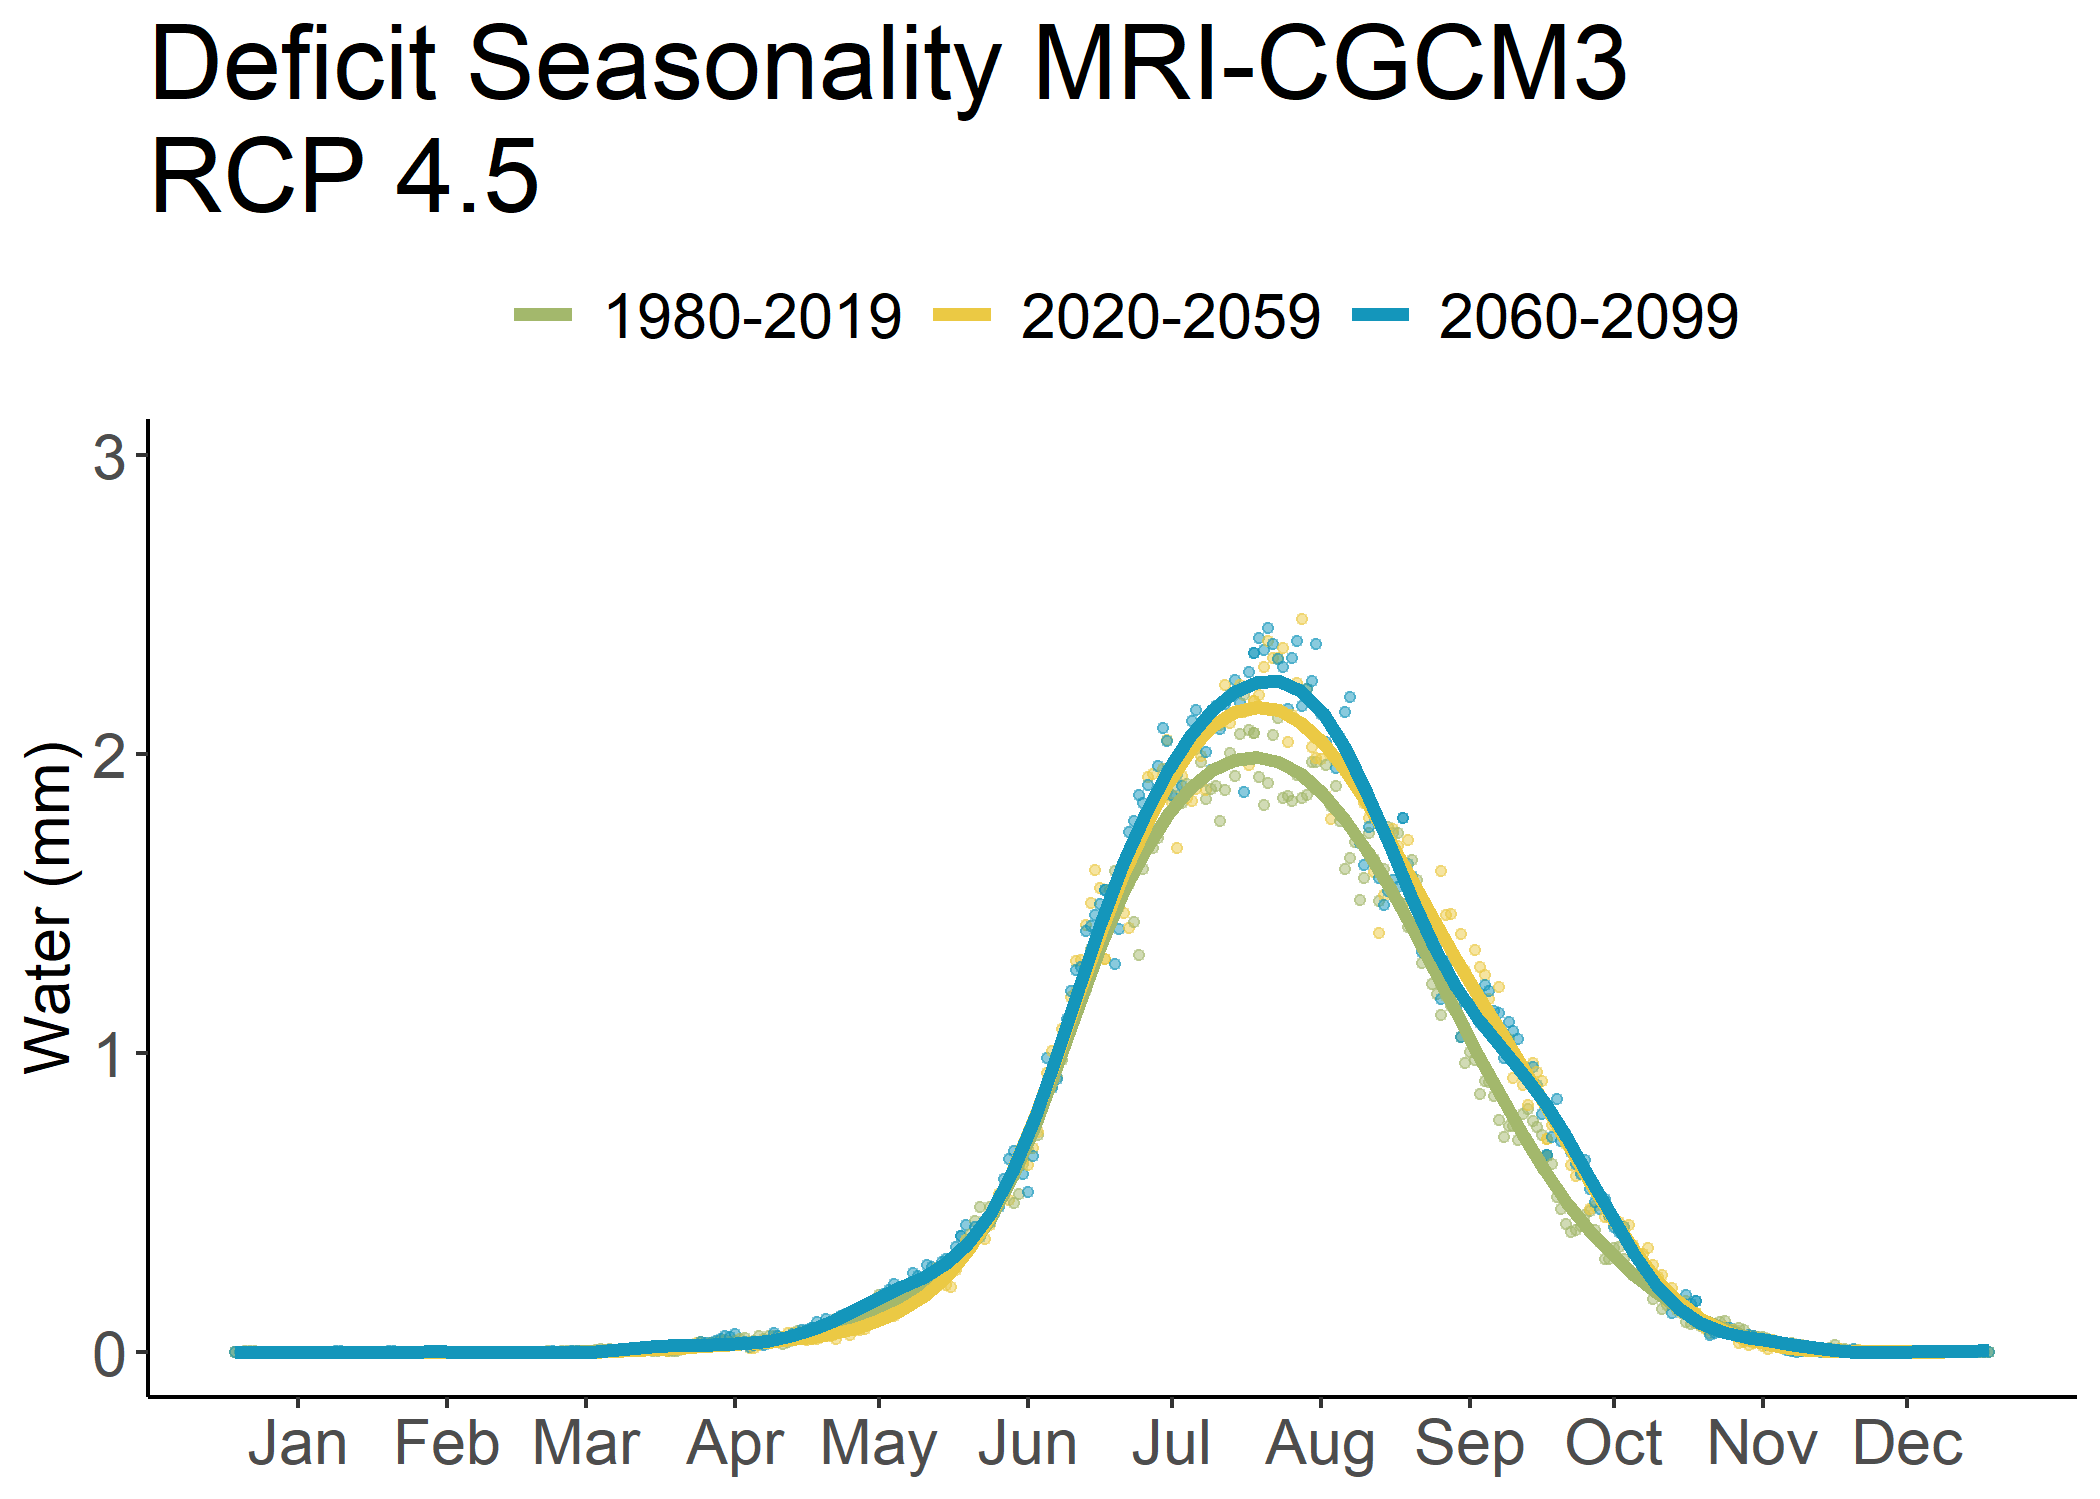 Deficit Seasonality MRI-CGCM3
RCP 4.5
1980-2019 2020-2059 2060-2099
Water (mm)
3
2
1
0
Jan Feb Mar Apr May Jun Jul Aug Sep Oct Nov Dec